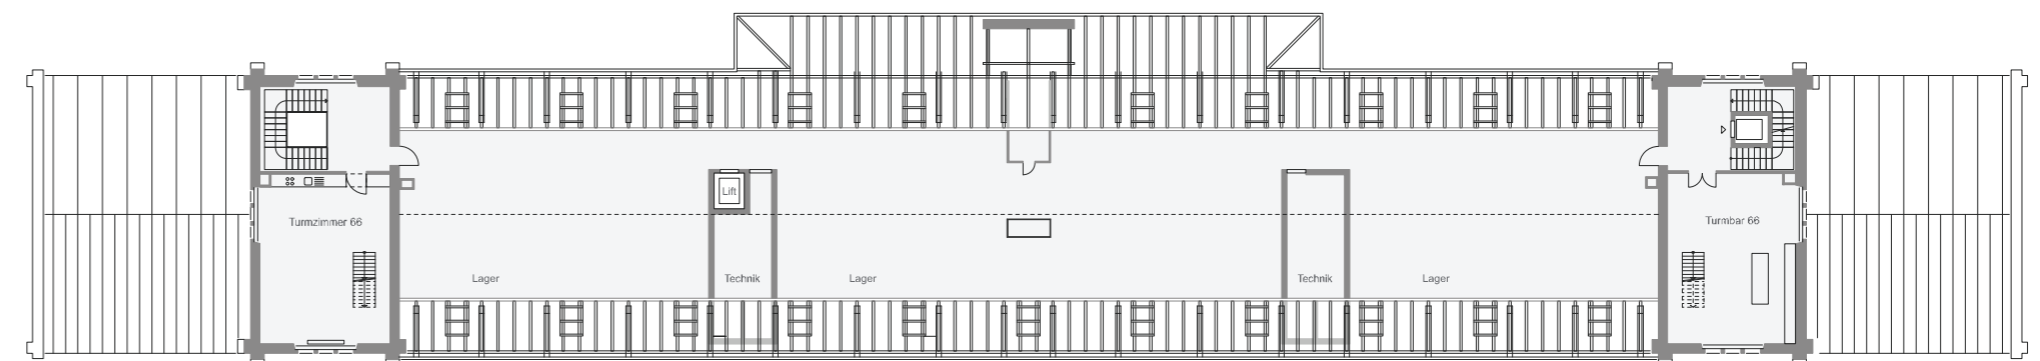 Lift
Turmzimmer 66
Turmbar 66
Lager
Technik
Lager
Technik
Lager